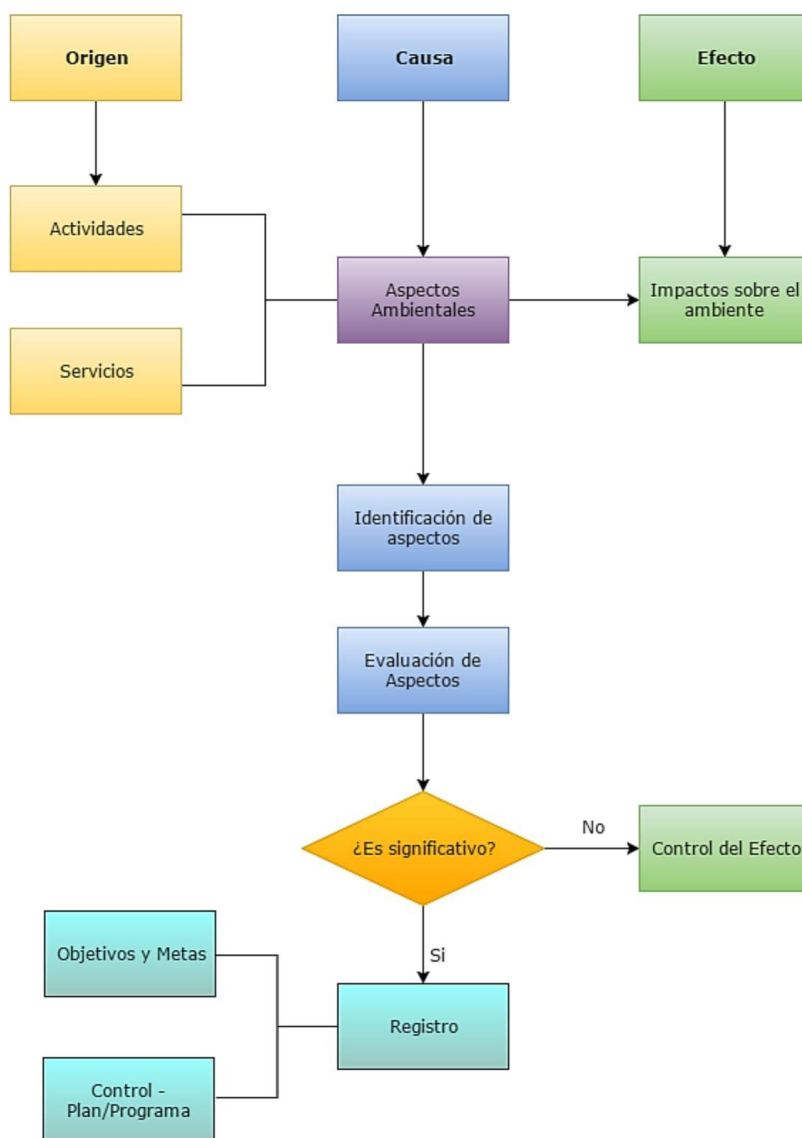 Origen
Causa
Efecto
Actividades
Servicios
Aspectos
Ambientales
Impactos sobre el
ambiente
Identificación de
aspectos
Evaluación de
Aspectos
¿Es significativo?
No
Control del Efecto
Si
Objetivos y Metas
Registro
Control -
Plan/Programa